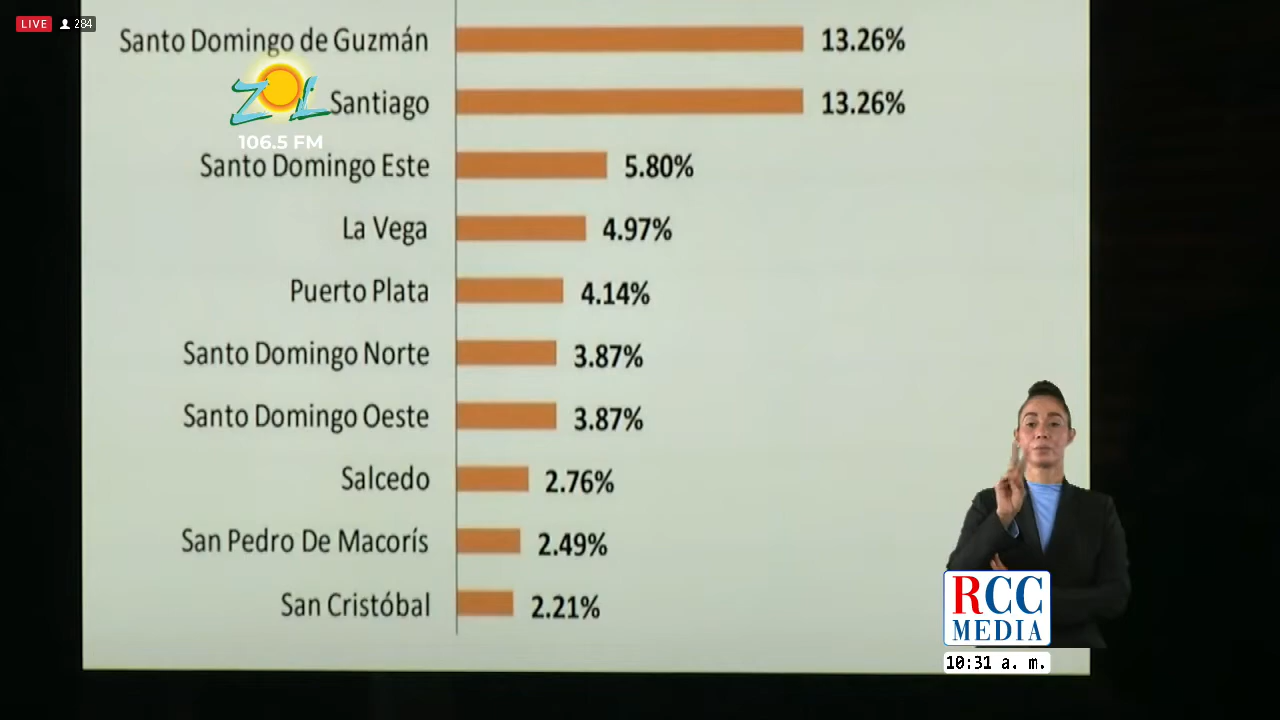 LIVE 284
Santo Domingo de Guzmán 13.26%
ZOL
106.5 FM
Santiago 13.26%
Santo Domingo Este 5.80%
La Vega 4.97%
Puerto Plata 4.14%
Santo Domingo Norte 3.87%
Santo Domingo Oeste 3.87%
Salcedo 2.76%
San Pedro De Macorís 2.49%
San Cristóbal 2.21%
RCC
MEDIA
10:31 a. m.